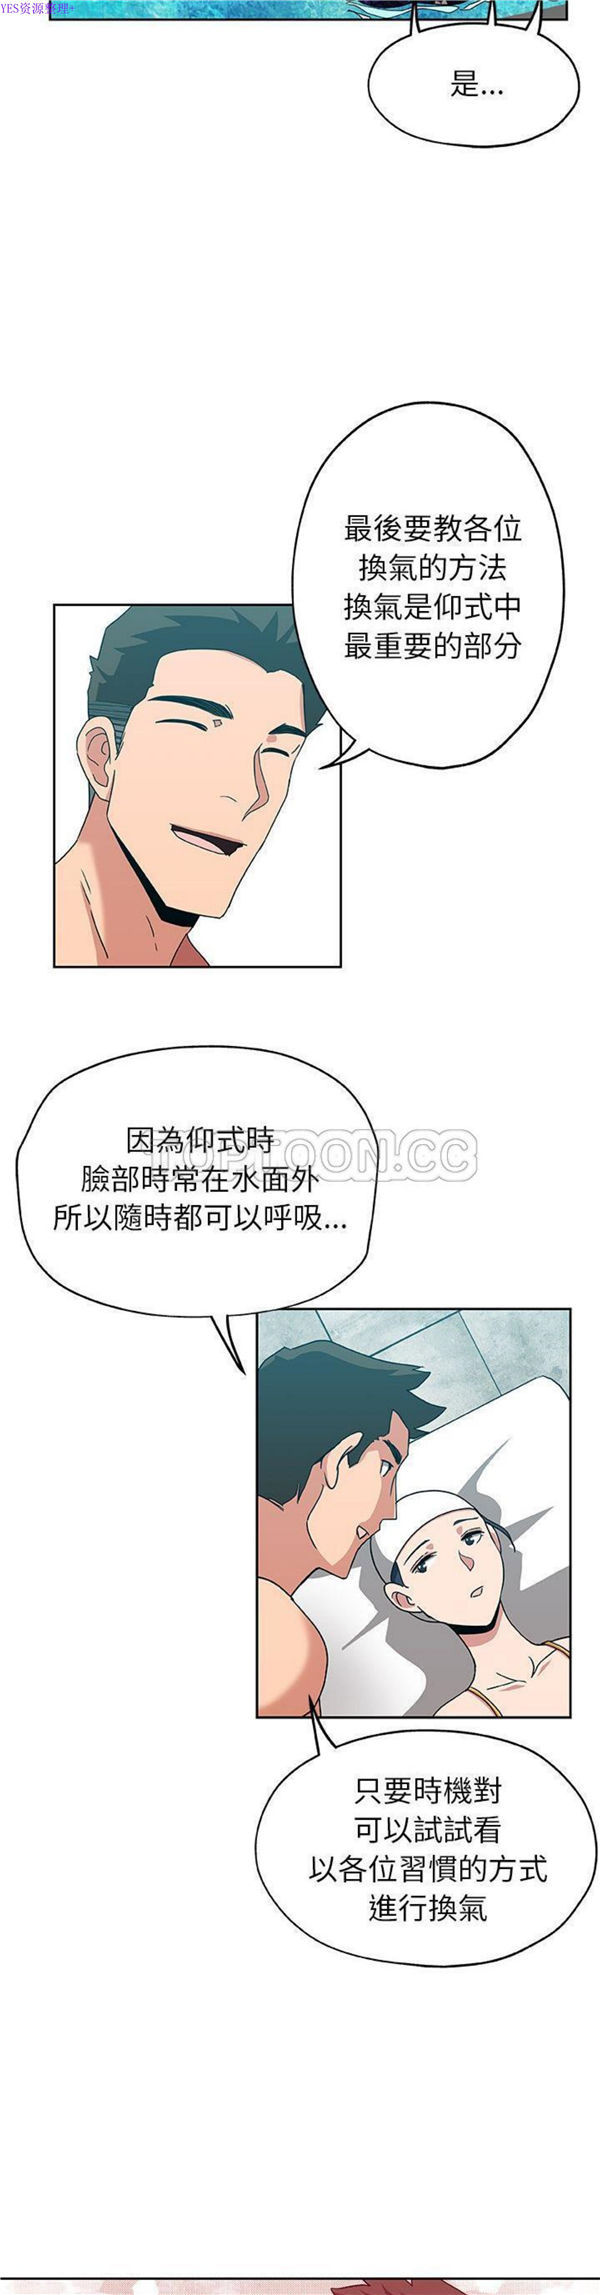 YES资源整理+
是...
最後要教各位
換氣的方法
換氣是仰式中
最重要的部分
TOPTOON.CC
因為仰式時
臉部時常在水面外
所以隨時都可以呼吸...
只要時機對
可以試試看
以各位習慣的方式
進行換氣